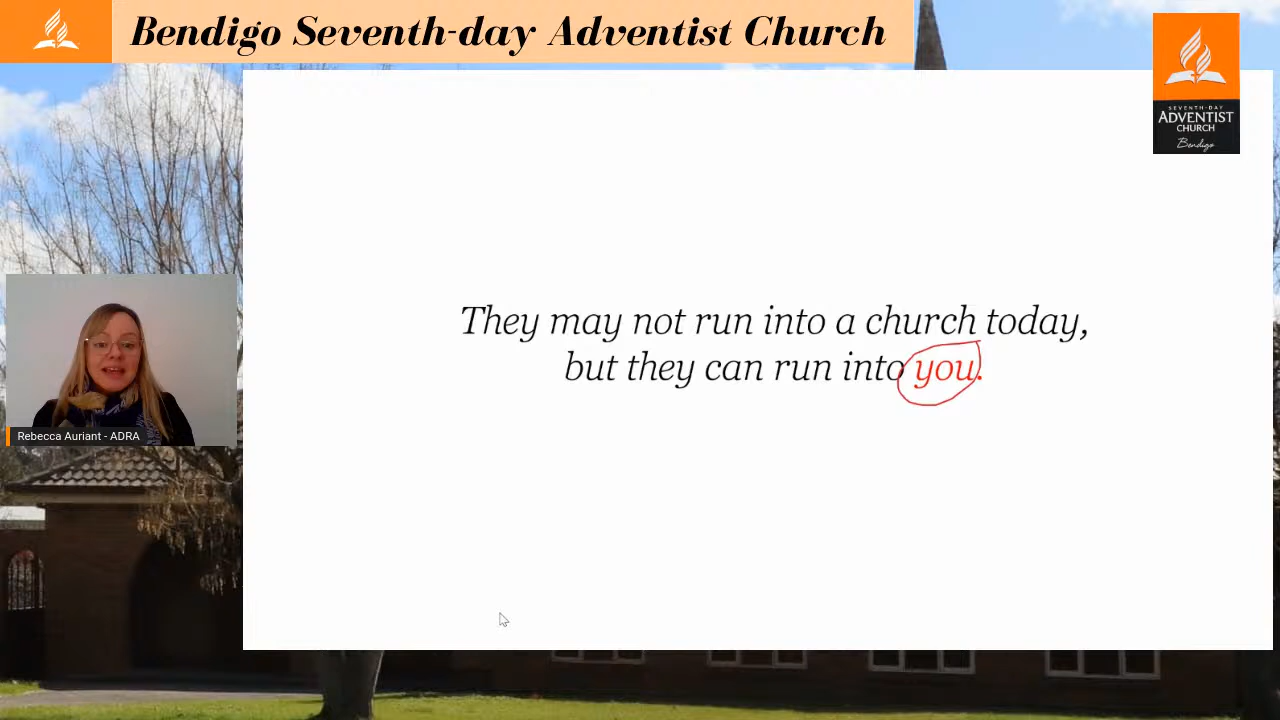 Bendigo Seventh-day Adventist Church
SEVENTH-DAY
ADVENTIST
CHURCH
Bendigo
They may not run into a church today,
but they can run into you.
Rebecca Auriant - ADRA